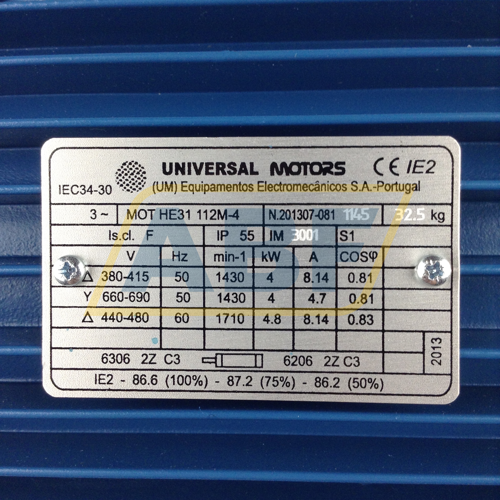 UNIVERSAL MOTORS CE IE2
IEC34-30 (UM) Equipamentos Electromecânicos S.A.-Portugal
3 ~ MOT HE31 112M-4 N.201307-081 1145 32.5 kg
Is.cl. F IP 55 IM 3001 S1
V Hz min-1 kW A COSφ
Δ 380-415 50 1430 4 8.14 0.81
Y 660-690 50 1430 4 4.7 0.81
Δ 440-480 60 1710 4.8 8.14 0.83
6306 2Z C3 6206 2Z C3
2013
IE2 - 86.6 (100%) - 87.2 (75%) - 86.2 (50%)